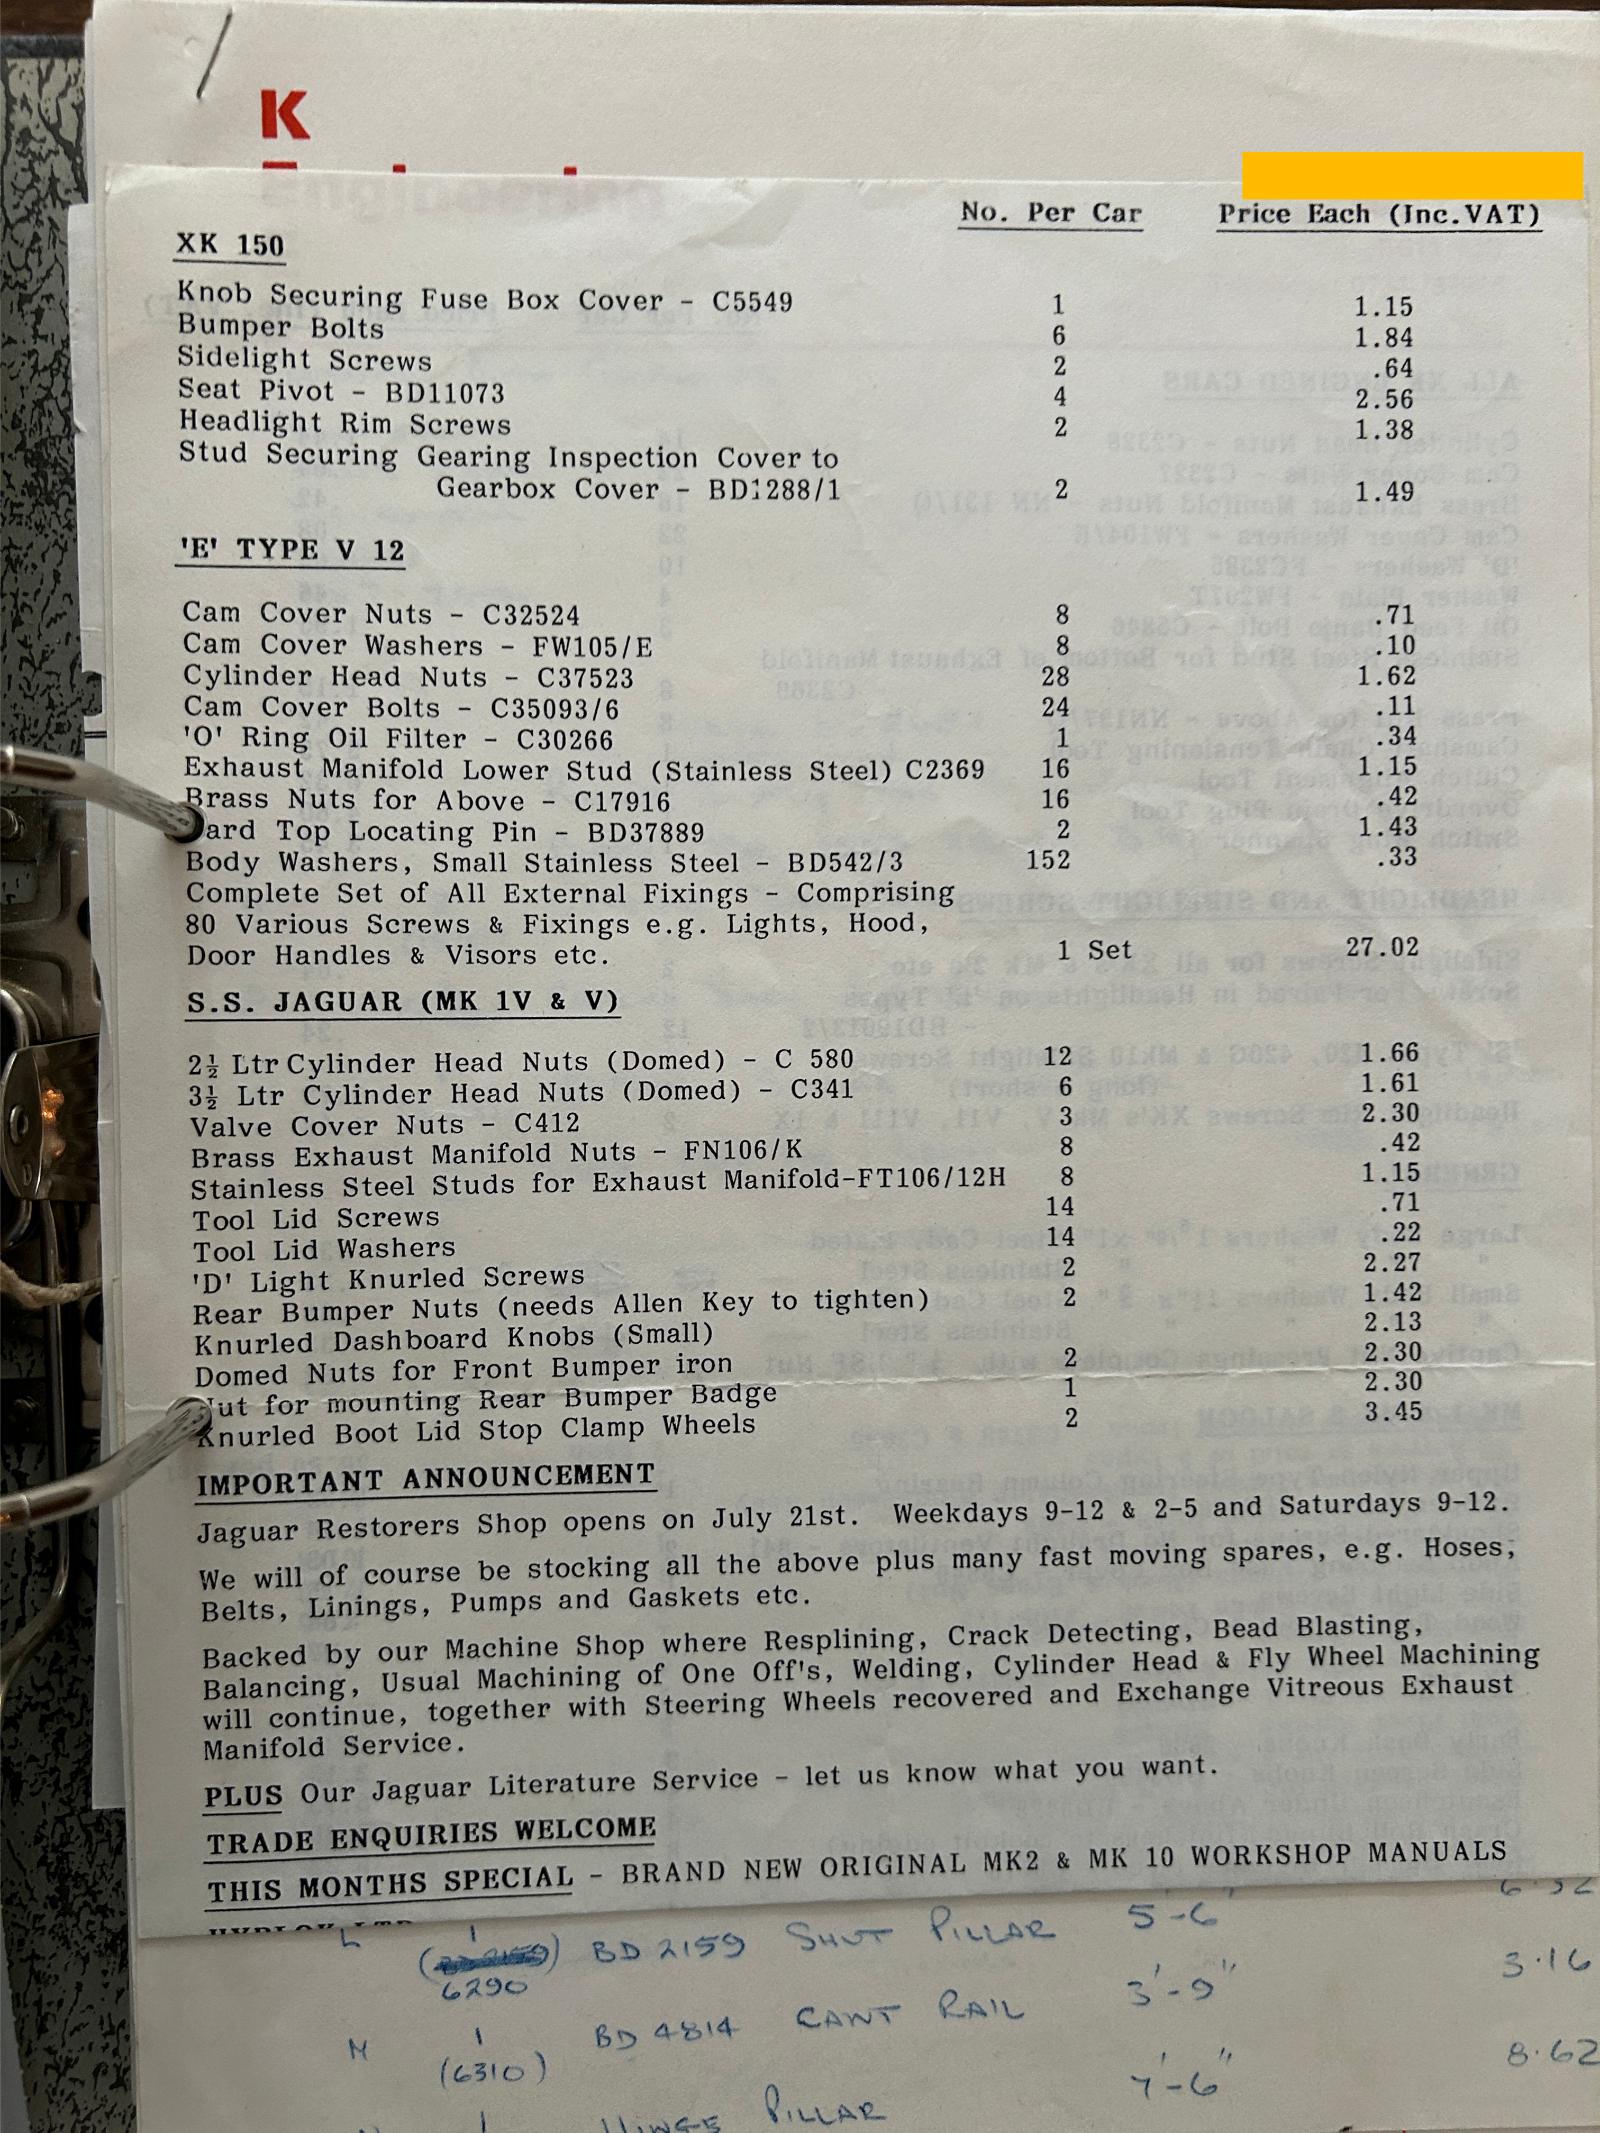 K
No. Per Car Price Each (Inc.VAT)
XK 150
Knob Securing Fuse Box Cover - C5549 1 1.15
Bumper Bolts 6 1.84
Sidelight Screws 2 .64
Seat Pivot - BD11073 4 2.56
Headlight Rim Screws 2 1.38
Stud Securing Gearing Inspection Cover to
Gearbox Cover - BD1288/1 2 1.49
'E' TYPE V 12
Cam Cover Nuts - C32524 8 .71
Cam Cover Washers - FW105/E 8 .10
Cylinder Head Nuts - C37523 28 1.62
Cam Cover Bolts - C35093/6 24 .11
'O' Ring Oil Filter - C30266 1 .34
Exhaust Manifold Lower Stud (Stainless Steel) C2369 16 1.15
Brass Nuts for Above - C17916 16 .42
ard Top Locating Pin - BD37889 2 1.43
Body Washers, Small Stainless Steel - BD542/3 152 .33
Complete Set of All External Fixings - Comprising
80 Various Screws & Fixings e.g. Lights, Hood,
Door Handles & Visors etc. 1 Set 27.02
S.S. JAGUAR (MK 1V & V)
2½ Ltr Cylinder Head Nuts (Domed) - C 580 12 1.66
3½ Ltr Cylinder Head Nuts (Domed) - C341 6 1.61
Valve Cover Nuts - C412 3 2.30
Brass Exhaust Manifold Nuts - FN106/K 8 .42
Stainless Steel Studs for Exhaust Manifold-FT106/12H 8 1.15
Tool Lid Screws 14 .71
Tool Lid Washers 14 .22
'D' Light Knurled Screws 2 2.27
Rear Bumper Nuts (needs Allen Key to tighten) 2 1.42
Knurled Dashboard Knobs (Small) 2.13
Domed Nuts for Front Bumper iron 2 2.30
Nut for mounting Rear Bumper Badge 1 2.30
Knurled Boot Lid Stop Clamp Wheels 2 3.45
IMPORTANT ANNOUNCEMENT
Jaguar Restorers Shop opens on July 21st. Weekdays 9-12 & 2-5 and Saturdays 9-12.
We will of course be stocking all the above plus many fast moving spares, e.g. Hoses,
Belts, Linings, Pumps and Gaskets etc.
Backed by our Machine Shop where Resplining, Crack Detecting, Bead Blasting,
Balancing, Usual Machining of One Off's, Welding, Cylinder Head & Fly Wheel Machining
will continue, together with Steering Wheels recovered and Exchange Vitreous Exhaust
Manifold Service.
PLUS Our Jaguar Literature Service - let us know what you want.
TRADE ENQUIRIES WELCOME
THIS MONTHS SPECIAL - BRAND NEW ORIGINAL MK2 & MK 10 WORKSHOP MANUALS
L 1 BD 2159 SHUT PILLAR 5'-6" 6.32
6290
M 1 BD 4814 CANT RAIL 3'-9" 3.16
(6310)
1 HINGE PILLAR 7'-6" 8.62